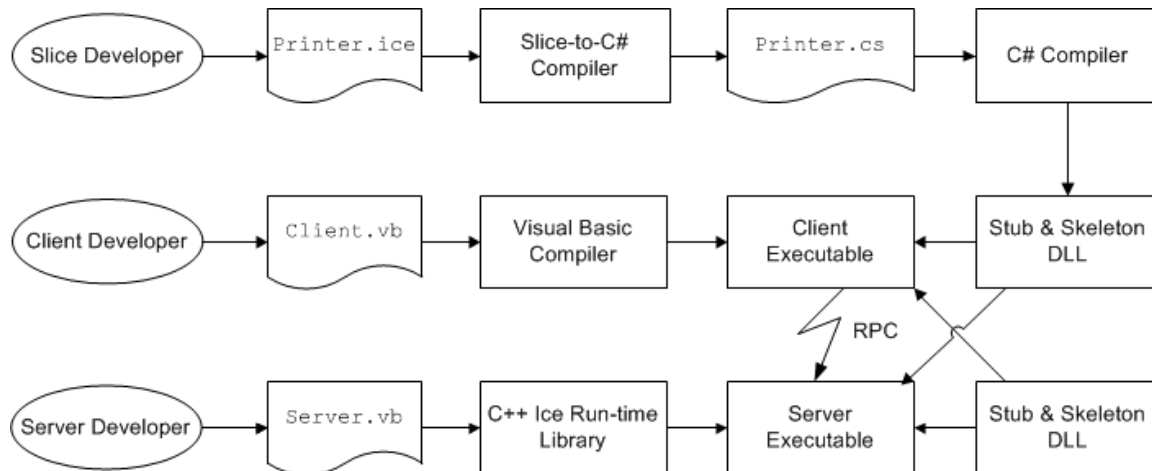 Slice Developer
Printer.ice
Slice-to-C#
Compiler
Printer.cs
C# Compiler
Client Developer
Client.vb
Visual Basic
Compiler
Client
Executable
Stub & Skeleton
DLL
RPC
Server Developer
Server.vb
C++ Ice Run-time
Library
Server
Executable
Stub & Skeleton
DLL